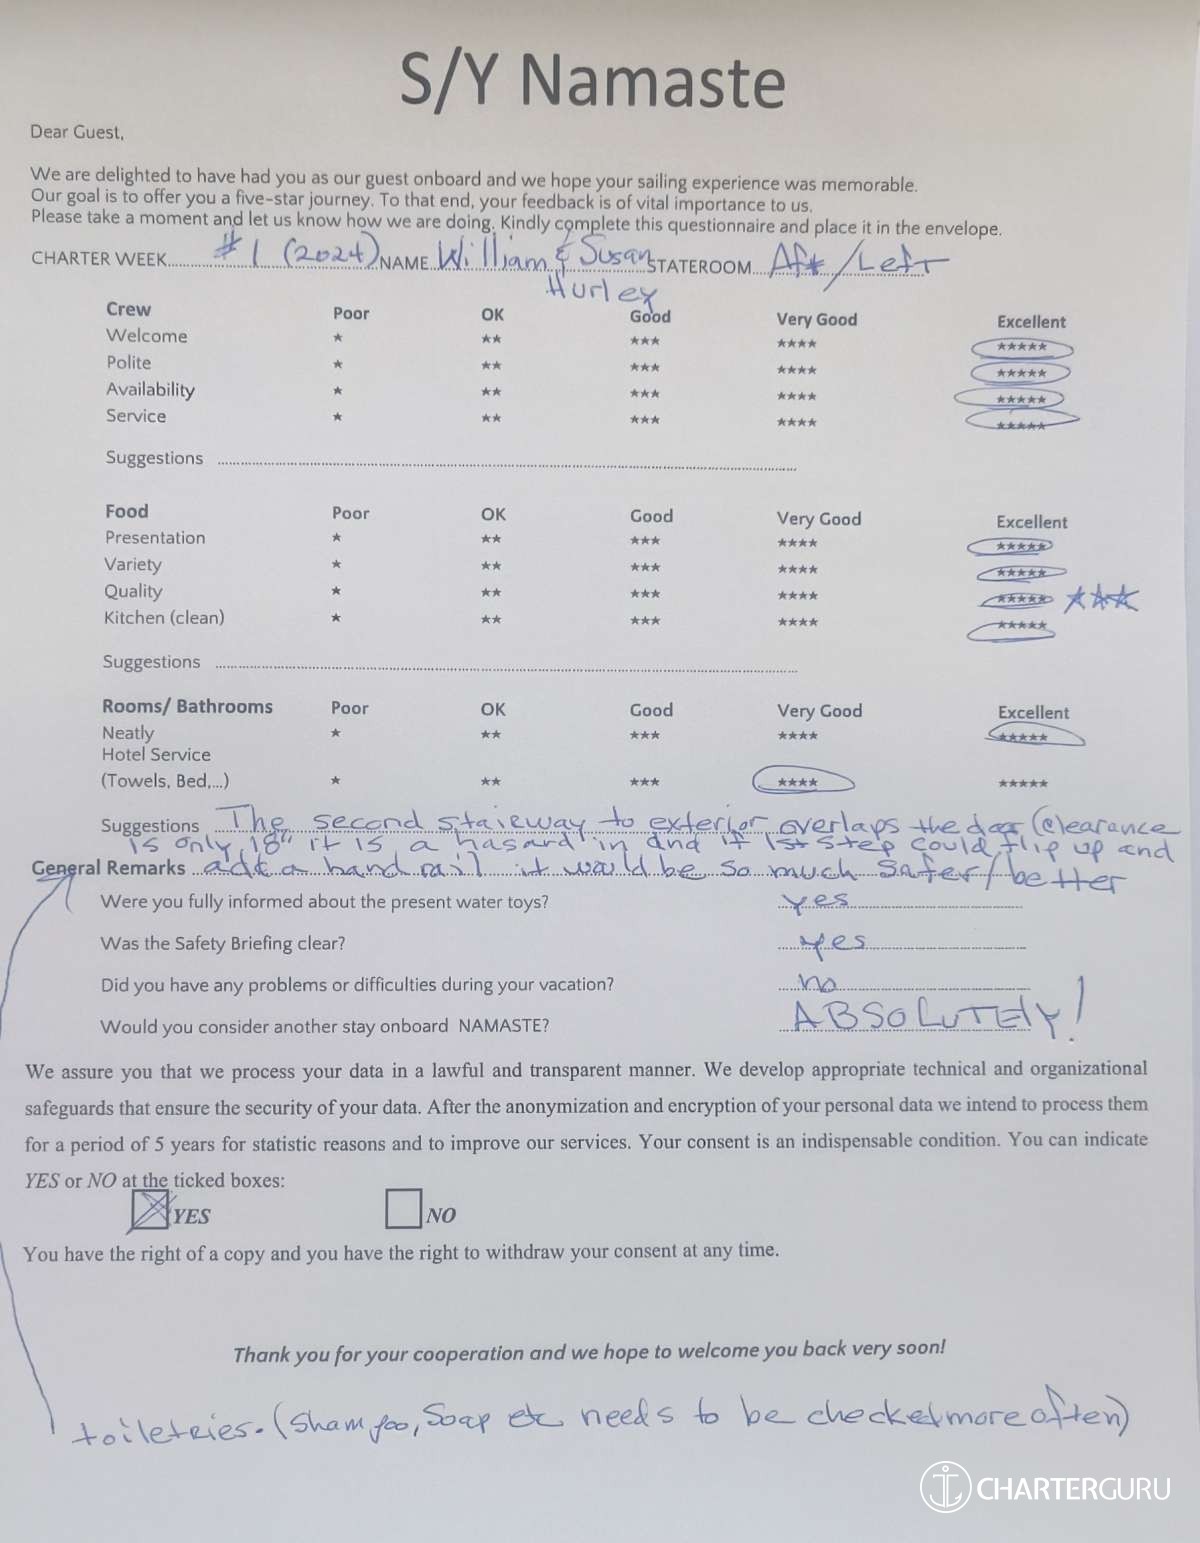 S/Y Namaste
Dear Guest,
We are delighted to have had you as our guest onboard and we hope your sailing experience was memorable.
Our goal is to offer you a five-star journey. To that end, your feedback is of vital importance to us.
Please take a moment and let us know how we are doing. Kindly complete this questionnaire and place it in the envelope.
CHARTER WEEK #1 (2024) NAME William & Susan STATEROOM Aft / Left
Hurley
Crew Poor OK Good Very Good Excellent
Welcome ★ ★★ ★★★ ★★★★ ★★★★★
Polite ★ ★★ ★★★ ★★★★ ★★★★★
Availability ★ ★★ ★★★ ★★★★ ★★★★★
Service ★ ★★ ★★★ ★★★★ ★★★★★
Suggestions
Food Poor OK Good Very Good Excellent
Presentation ★ ★★ ★★★ ★★★★ ★★★★★
Variety ★ ★★ ★★★ ★★★★ ★★★★★
Quality ★ ★★ ★★★ ★★★★ ★★★★★ ★★★
Kitchen (clean) ★ ★★ ★★★ ★★★★ ★★★★★
Suggestions
Rooms/ Bathrooms Poor OK Good Very Good Excellent
Neatly ★ ★★ ★★★ ★★★★ ★★★★★
Hotel Service
(Towels, Bed,...) ★ ★★ ★★★ ★★★★ ★★★★★
Suggestions The second stairway to exterior overlaps the door (Clearance
is only 18" it is a hasard in and if 1st step could flip up and
General Remarks add a hand rail it would be so much safer/better
Were you fully informed about the present water toys? yes
Was the Safety Briefing clear? yes
Did you have any problems or difficulties during your vacation? no
Would you consider another stay onboard NAMASTE? ABSOLUTELY!
We assure you that we process your data in a lawful and transparent manner. We develop appropriate technical and organizational
safeguards that ensure the security of your data. After the anonymization and encryption of your personal data we intend to process them
for a period of 5 years for statistic reasons and to improve our services. Your consent is an indispensable condition. You can indicate
YES or NO at the ticked boxes:
YES NO
You have the right of a copy and you have the right to withdraw your consent at any time.
Thank you for your cooperation and we hope to welcome you back very soon!
toiletries. (Shampoo, Soap etc needs to be checked more often)
CHARTERGURU